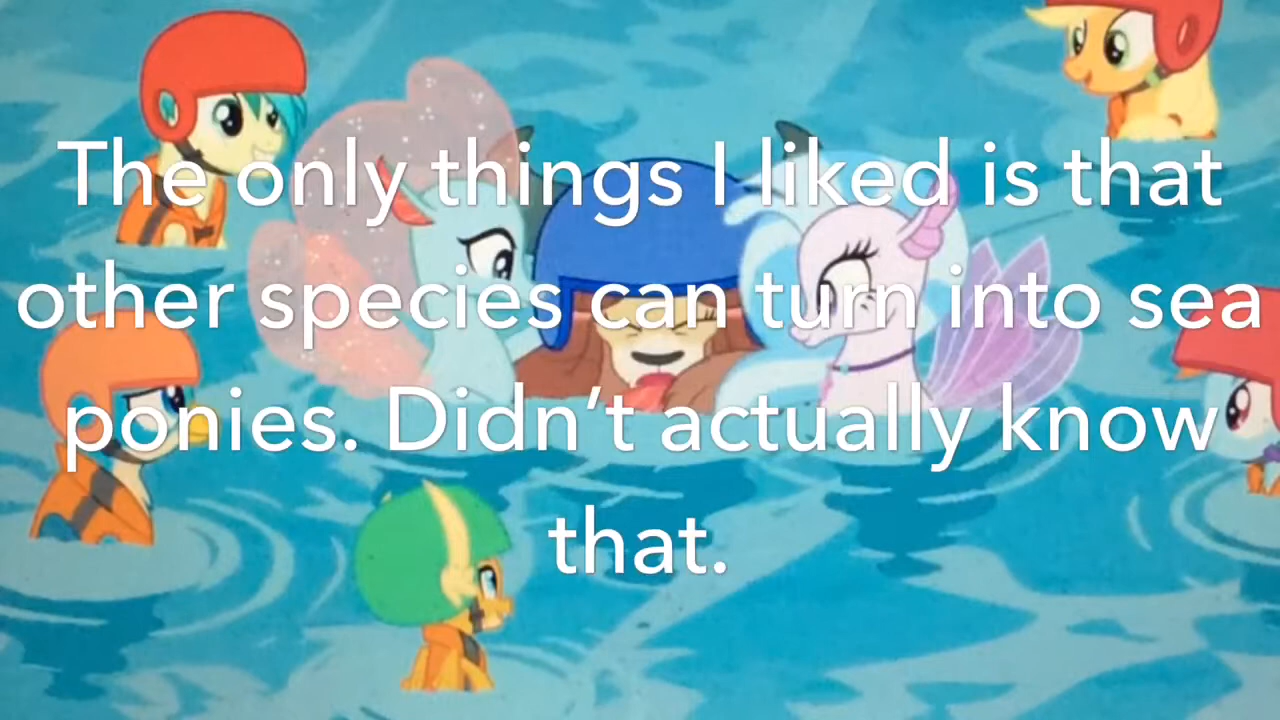 The only things I liked is that
other species can turn into sea
ponies. Didn’t actually know
that.